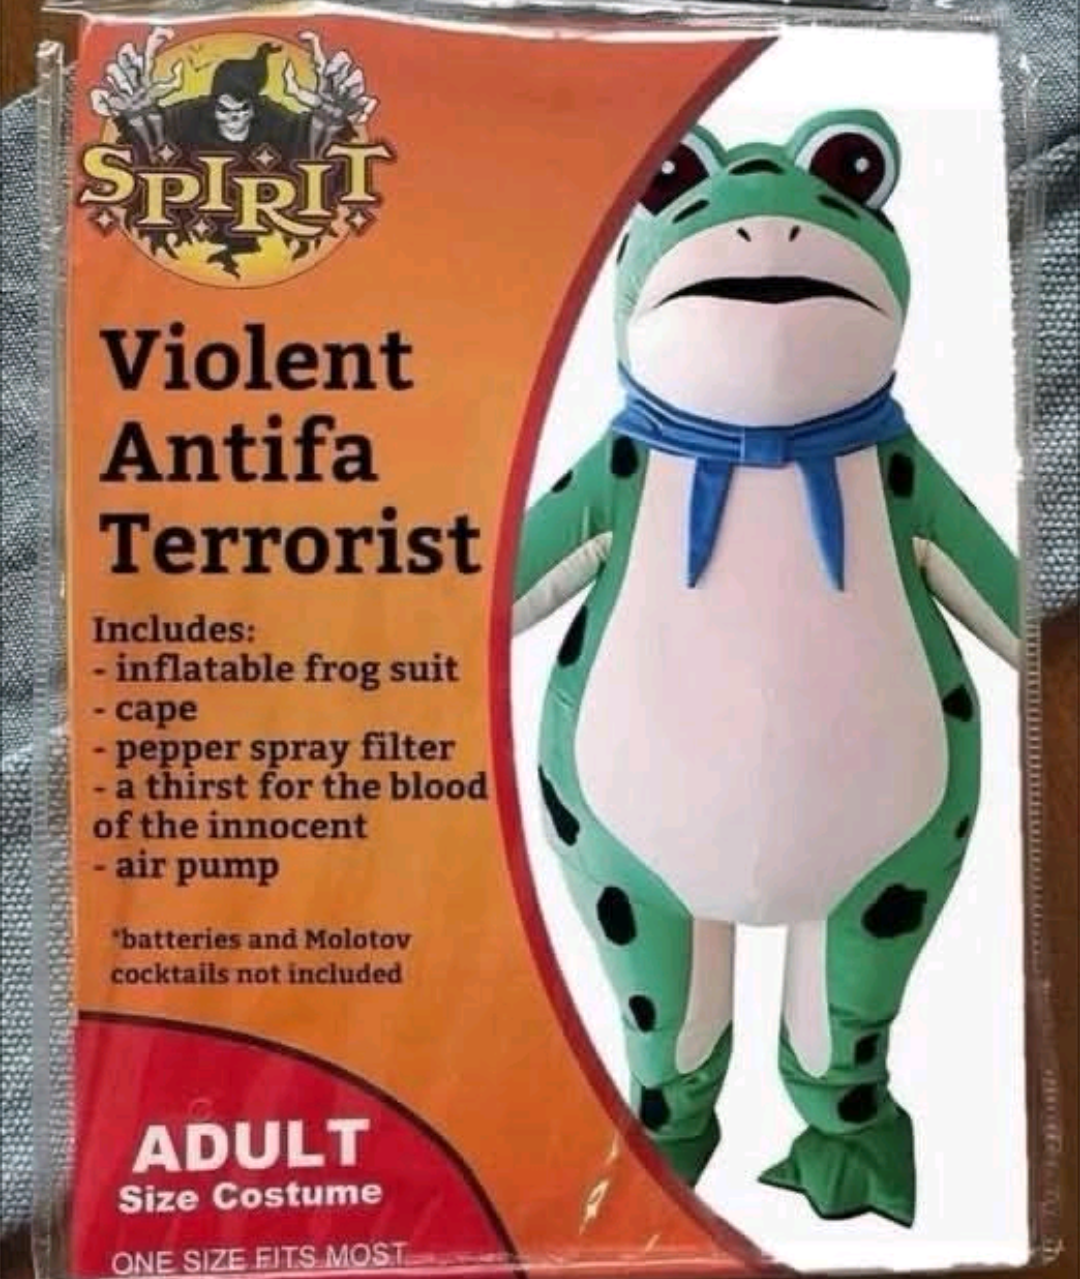 SPIRIT
Violent
Antifa
Terrorist
Includes:
- inflatable frog suit
- cape
- pepper spray filter
- a thirst for the blood
of the innocent
- air pump
*batteries and Molotov
cocktails not included
ADULT
Size Costume
ONE SIZE FITS MOST